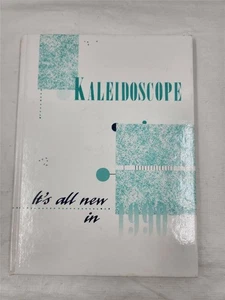 KALEIDOSCOPE
It's all new
in